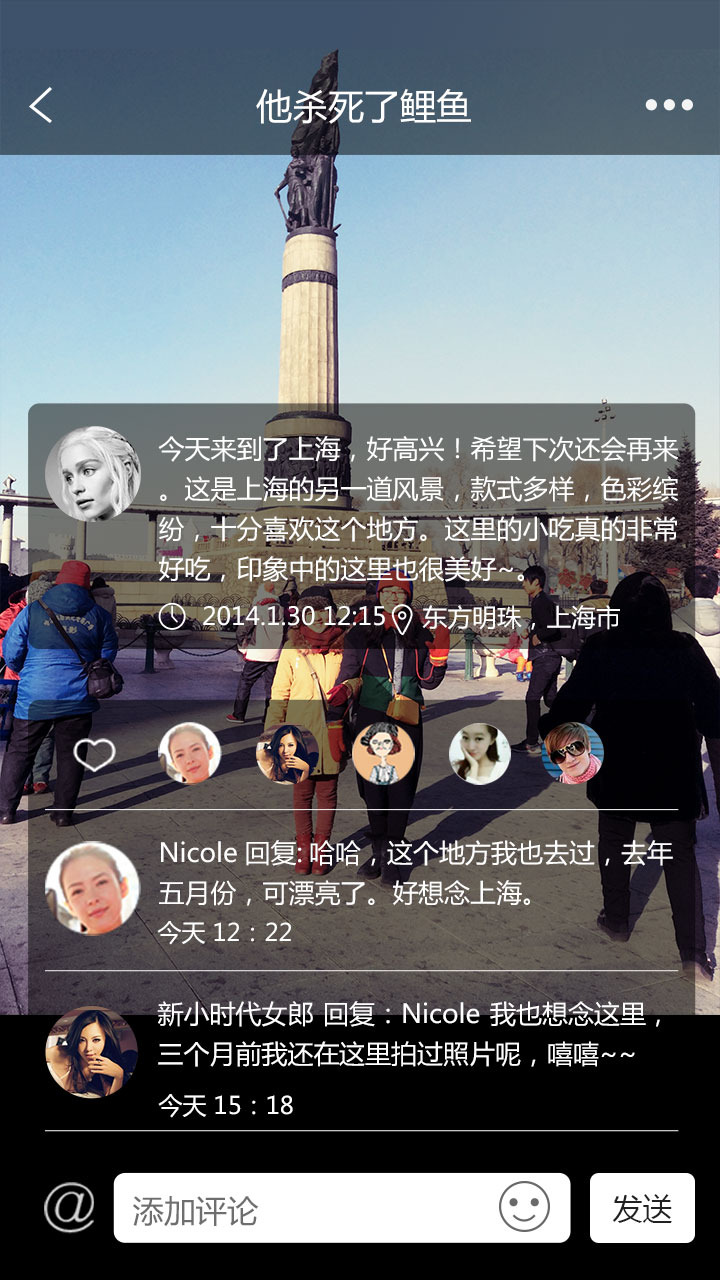 他杀死了鲤鱼
今天来到了上海，好高兴！希望下次还会再来
。这是上海的另一道风景，款式多样，色彩缤
纷，十分喜欢这个地方。这里的小吃真的非常
好吃，印象中的这里也很美好~。
2014.1.30 12:15 东方明珠，上海市
Nicole 回复: 哈哈，这个地方我也去过，去年
五月份，可漂亮了。好想念上海。
今天 12：22
新小时代女郎 回复：Nicole 我也想念这里，
三个月前我还在这里拍过照片呢，嘻嘻~~
今天 15：18
@ 添加评论 发送